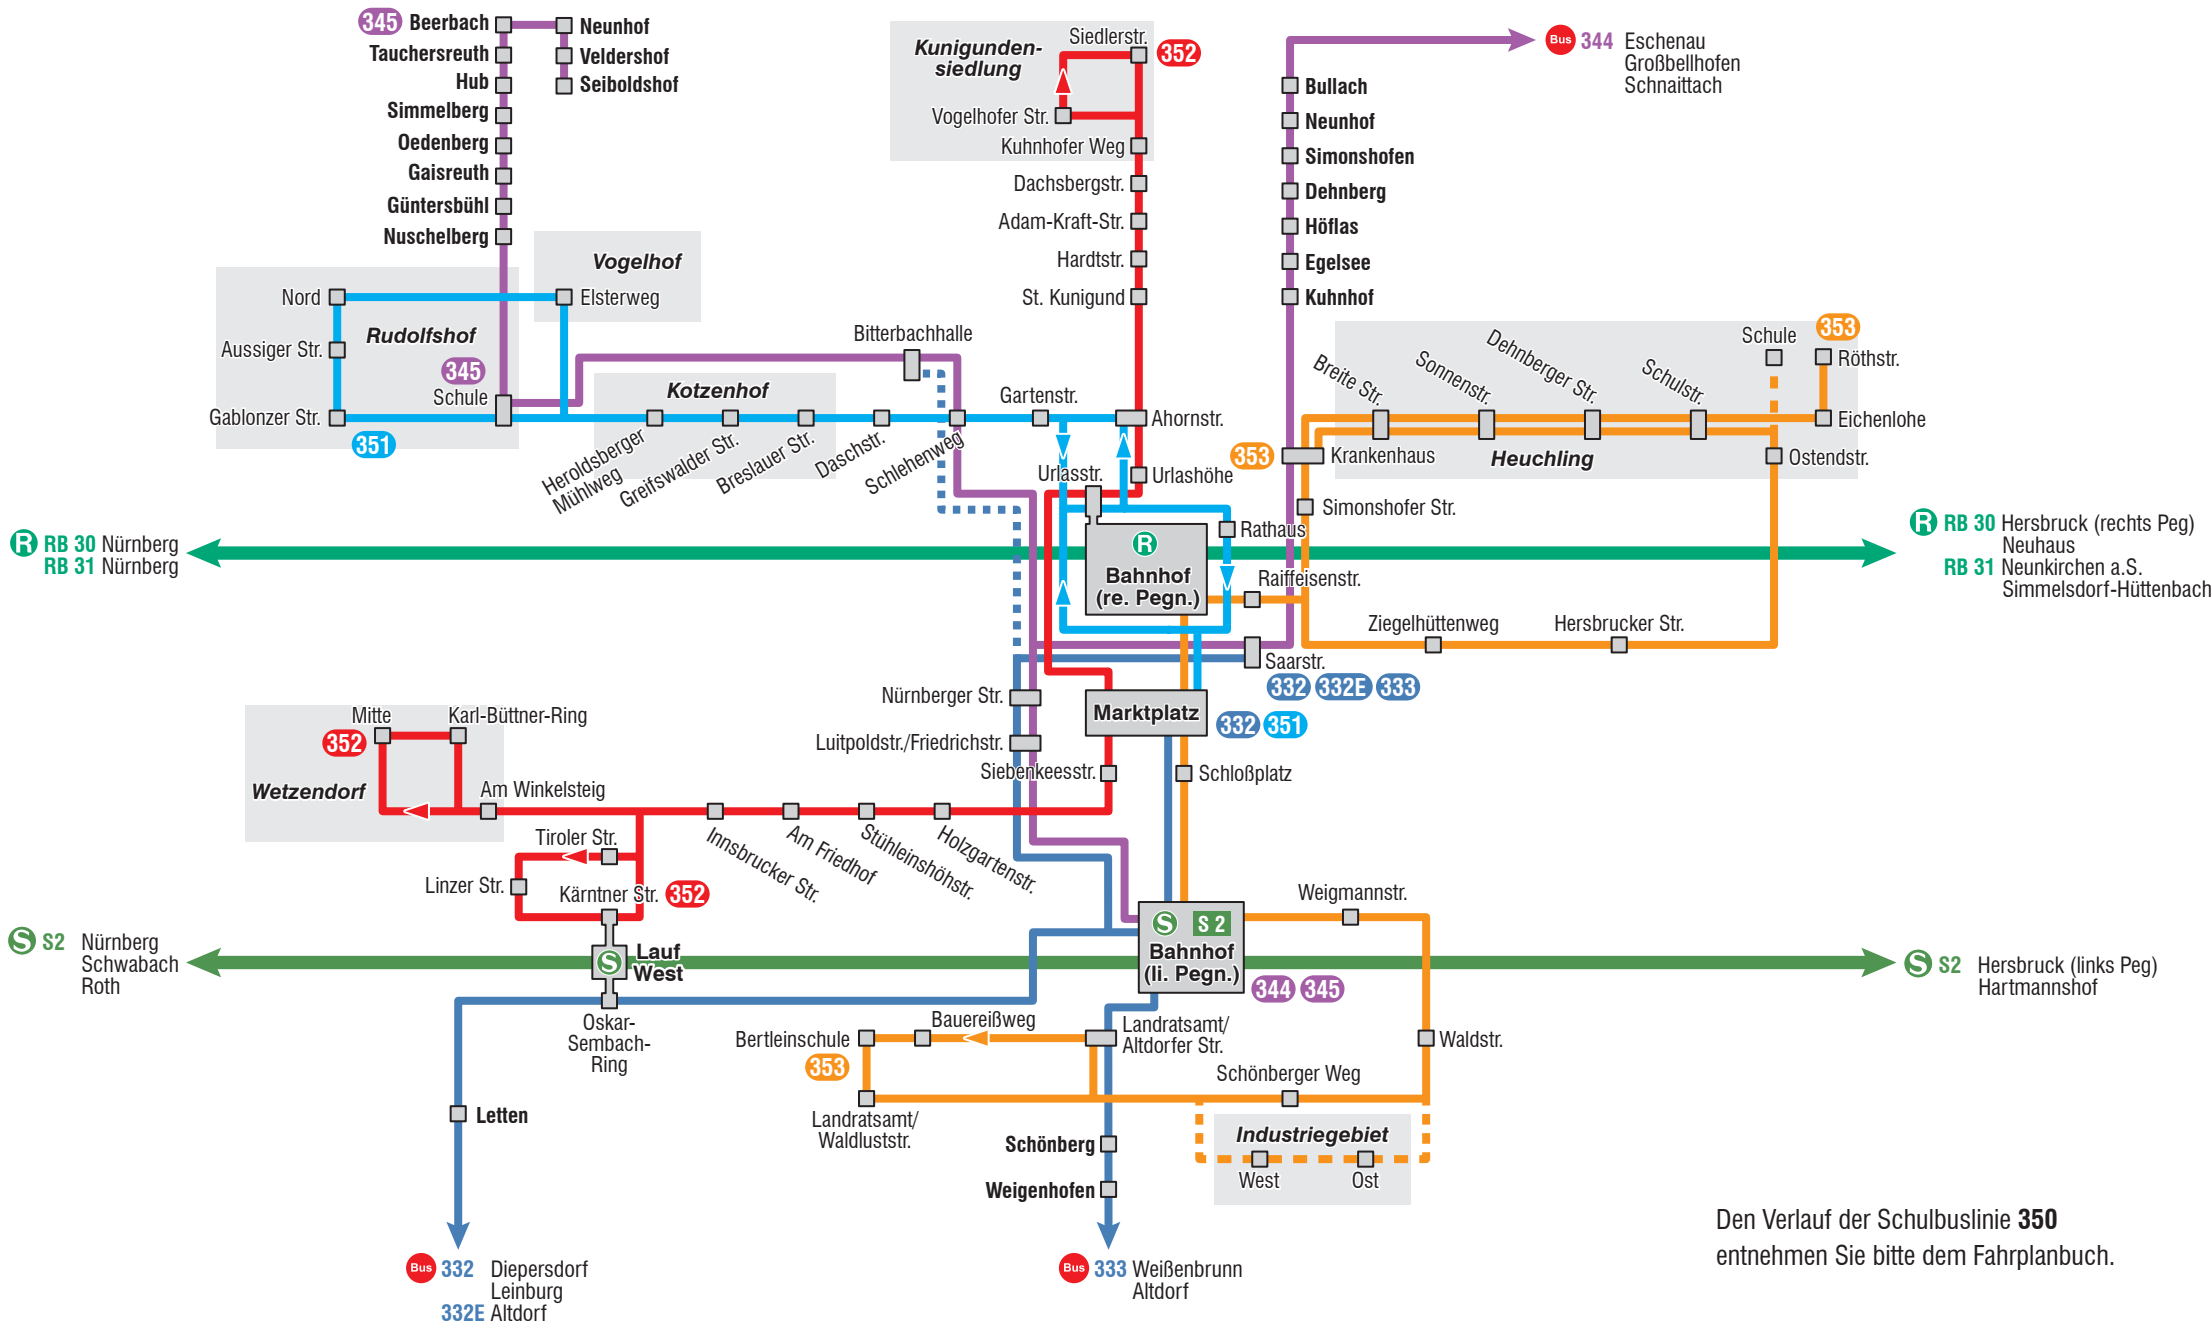 345 Beerbach
Tauchersreuth
Hub
Simmelberg
Oedenberg
Gaisreuth
Güntersbühl
Nuschelberg
Neunhof
Veldershof
Seiboldshof
Kunigunden-
siedlung
Siedlerstr.
352
Vogelhofer Str.
Kuhnhofer Weg
Dachsbergstr.
Adam-Kraft-Str.
Hardtstr.
St. Kunigund
Bus 344 Eschenau
Großbellhofen
Schnaittach
Bullach
Neunhof
Simonshofen
Dehnberg
Höflas
Egelsee
Kuhnhof
Vogelhof
Elsterweg
Nord
Rudolfshof
Aussiger Str.
345
Schule
Gablonzer Str.
351
Kotzenhof
Heroldsberger
Mühlweg
Greifswalder Str.
Breslauer Str.
Daschstr.
Schlehenweg
Bitterbachhalle
Gartenstr.
Ahornstr.
Urlasstr.
Urlashöhe
Rathaus
Schule
353
Röthstr.
Breite Str.
Sonnenstr.
Dehnberger Str.
Schulstr.
Eichenlohe
353
Krankenhaus
Heuchling
Ostendstr.
Simonshofer Str.
R RB 30 Nürnberg
RB 31 Nürnberg
R
Bahnhof
(re. Pegn.)
R RB 30 Hersbruck (rechts Peg)
Neuhaus
RB 31 Neunkirchen a.S.
Simmelsdorf-Hüttenbach
Raiffeisenstr.
Ziegelhüttenweg
Hersbrucker Str.
Saarstr.
332 332E 333
Nürnberger Str.
Marktplatz
332 351
Luitpoldstr./Friedrichstr.
Siebenkeesstr.
Schloßplatz
Mitte
Karl-Büttner-Ring
352
Wetzendorf
Am Winkelsteig
Tiroler Str.
Linzer Str.
Kärntner Str.
352
Innsbrucker Str.
Am Friedhof
Stühleinshöhstr.
Holzgartenstr.
S S2 Nürnberg
Schwabach
Roth
S
Lauf
West
Oskar-
Sembach-
Ring
S S 2
Bahnhof
(li. Pegn.)
344 345
Weigmannstr.
S S2 Hersbruck (links Peg)
Hartmannshof
Bertleinschule
Bauereißweg
Landratsamt/
Altdorfer Str.
Waldstr.
353
Landratsamt/
Waldluststr.
Schönberger Weg
Letten
Schönberg
Weigenhofen
Industriegebiet
West
Ost
Bus 332 Diepersdorf
Leinburg
332E Altdorf
Bus 333 Weißenbrunn
Altdorf
Den Verlauf der Schulbuslinie 350
entnehmen Sie bitte dem Fahrplanbuch.